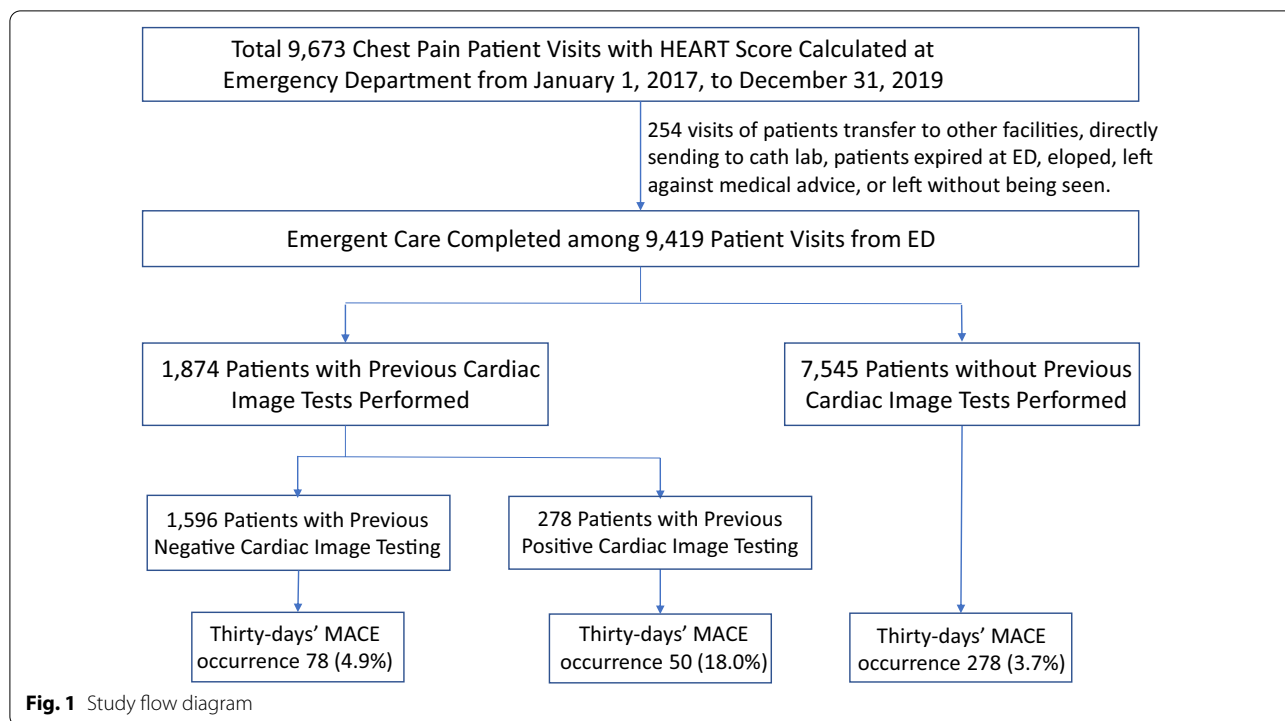 Total 9,673 Chest Pain Patient Visits with HEART Score Calculated at
Emergency Department from January 1, 2017, to December 31, 2019
254 visits of patients transfer to other facilities, directly
sending to cath lab, patients expired at ED, eloped, left
against medical advice, or left without being seen.
Emergent Care Completed among 9,419 Patient Visits from ED
1,874 Patients with Previous Cardiac
Image Tests Performed
7,545 Patients without Previous
Cardiac Image Tests Performed
1,596 Patients with Previous
Negative Cardiac Image Testing
278 Patients with Previous
Positive Cardiac Image Testing
Thirty-days’ MACE
occurrence 78 (4.9%)
Thirty-days’ MACE
occurrence 50 (18.0%)
Thirty-days’ MACE
occurrence 278 (3.7%)
Fig. 1 Study flow diagram